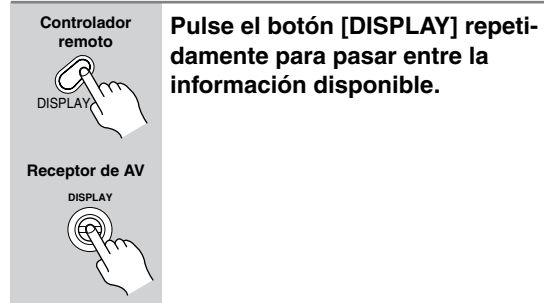 Controlador
remoto
DISPLAY
Receptor de AV
DISPLAY
Pulse el botón [DISPLAY] repeti-
damente para pasar entre la
información disponible.